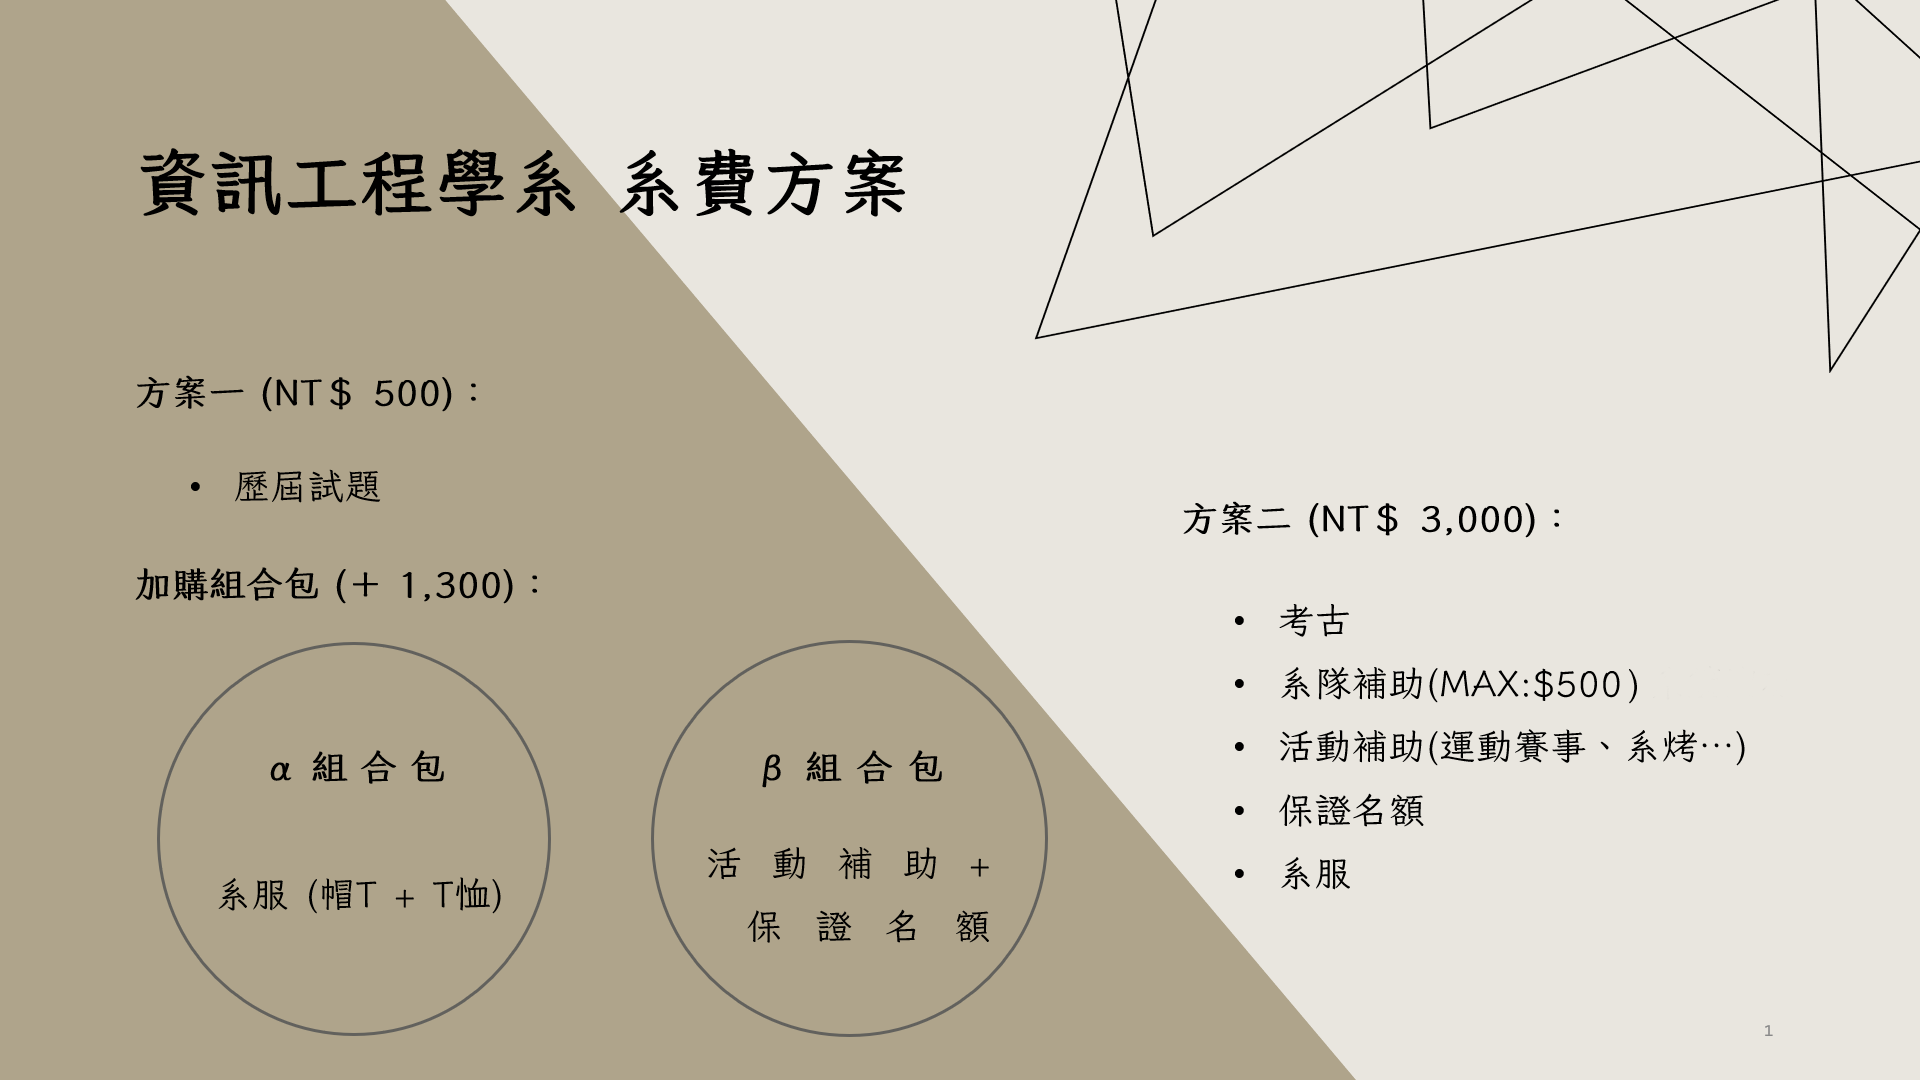 資訊工程學系 系費方案
方案一 (NT＄ 500)：
• 歷屆試題
加購組合包 (＋ 1,300)：
α 組合包
系服 (帽T + T恤)
β 組合包
活動補助 +
保證名額
方案二 (NT＄ 3,000)：
• 考古
• 系隊補助(MAX:$500)
• 活動補助(運動賽事、系烤…)
• 保證名額
• 系服
1